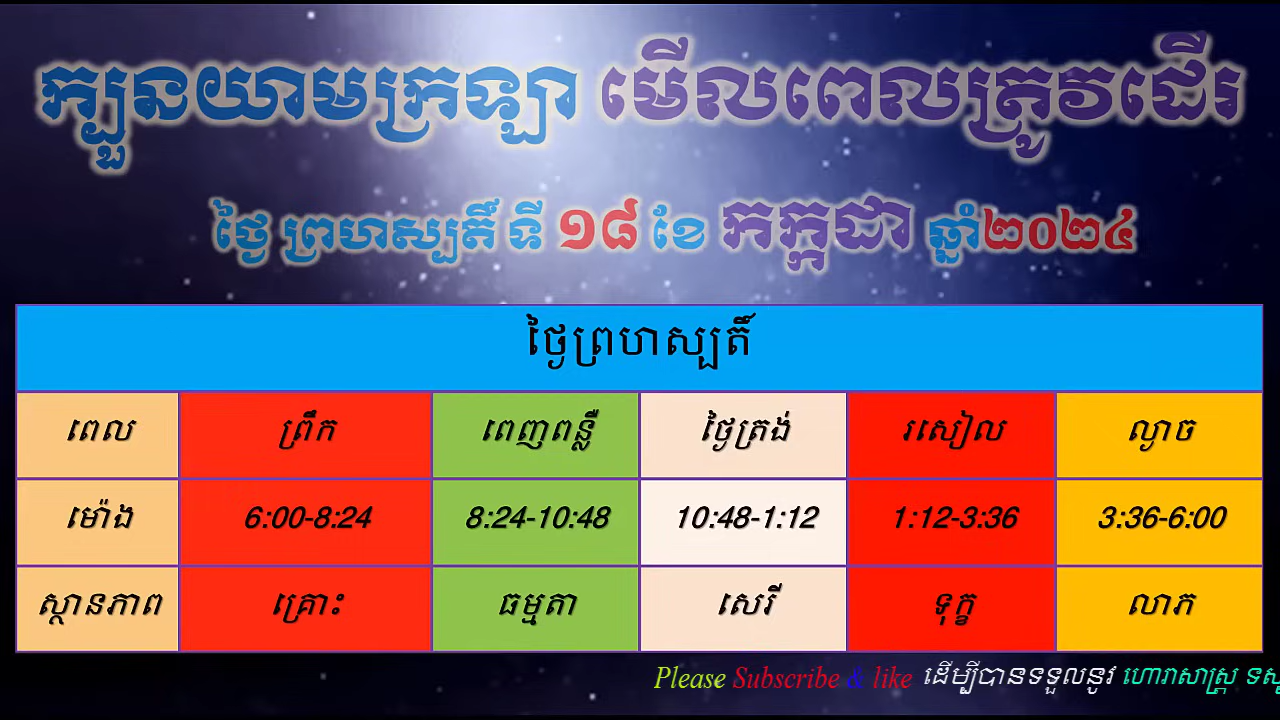 ក្បួនយាមក្រឡា មើលពេលត្រូវដើរ
ថ្ងៃ ព្រហស្បតិ៍ ទី ១៨ ខែ កក្កដា ឆ្នាំ២០២៤
ថ្ងៃព្រហស្បតិ៍
ពេល ព្រឹក ពេញពន្លឺ ថ្ងៃត្រង់ រសៀល ល្ងាច
ម៉ោង 6:00-8:24 8:24-10:48 10:48-1:12 1:12-3:36 3:36-6:00
ស្ថានភាព គ្រោះ ធម្មតា សេរី ទុក្ខ លាភ
Please Subscribe & like ដើម្បីបានទទួលនូវ ហោរាសាស្ត្រ